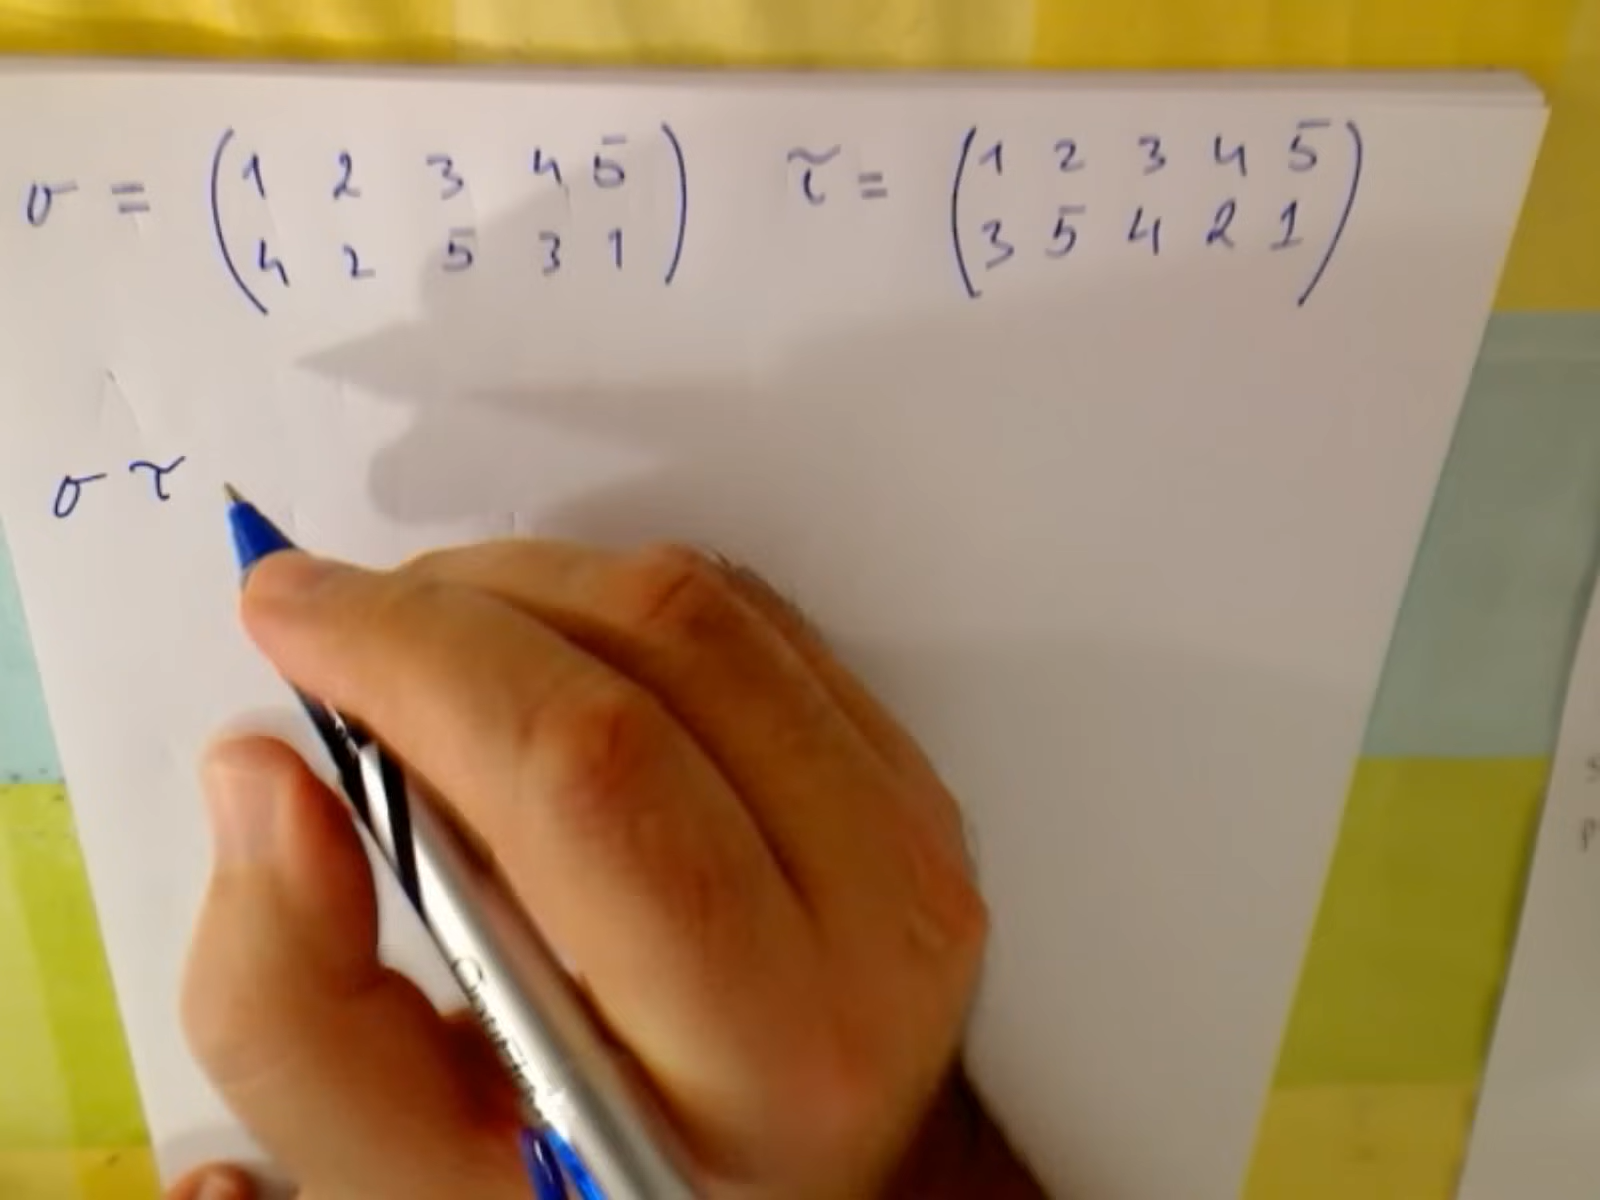 σ = (1 2 3 4 5) τ = (1 2 3 4 5)
(4 2 5 3 1) (3 5 4 2 1)
σ τ